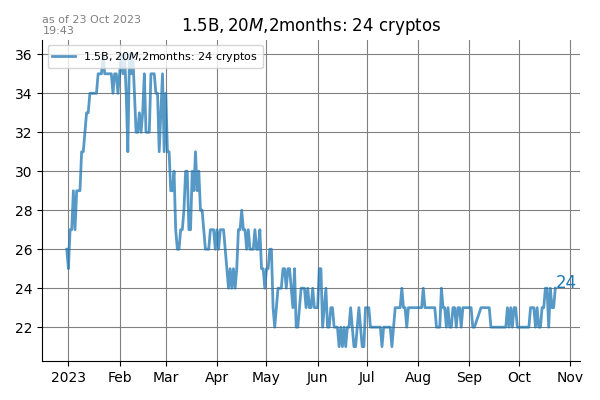 as of 23 Oct 2023
19:43
1.5B, 20M,2months: 24 cryptos
1.5B, 20M,2months: 24 cryptos
36
34
32
30
28
26
24
22
24
2023 Feb Mar Apr May Jun Jul Aug Sep Oct Nov